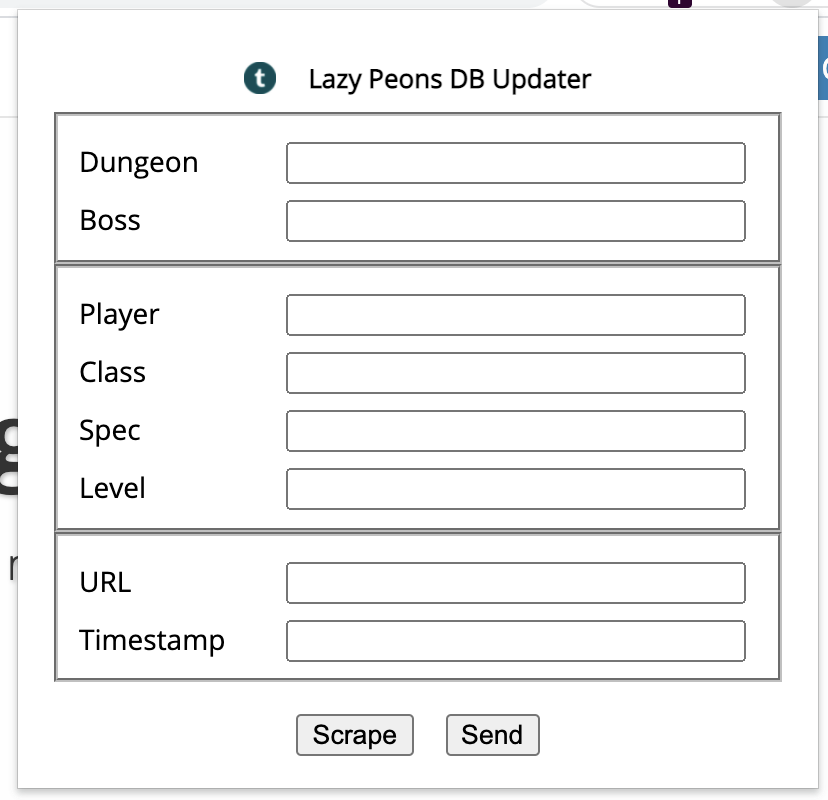 t Lazy Peons DB Updater
Dungeon
Boss
Player
Class
Spec
Level
URL
Timestamp
Scrape Send